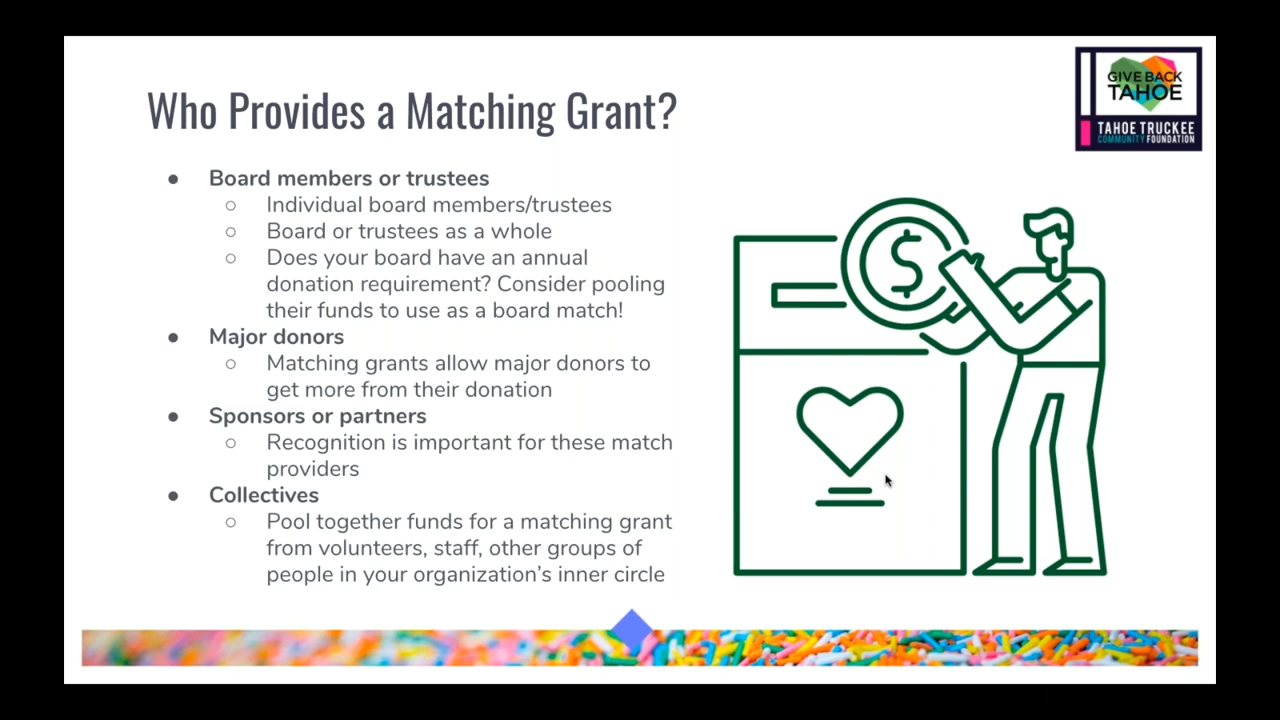 GIVE BACK
TAHOE
TAHOE TRUCKEE
COMMUNITY FOUNDATION
Who Provides a Matching Grant?
● Board members or trustees
○ Individual board members/trustees
○ Board or trustees as a whole
○ Does your board have an annual
donation requirement? Consider pooling
their funds to use as a board match!
● Major donors
○ Matching grants allow major donors to
get more from their donation
● Sponsors or partners
○ Recognition is important for these match
providers
● Collectives
○ Pool together funds for a matching grant
from volunteers, staff, other groups of
people in your organization’s inner circle
$